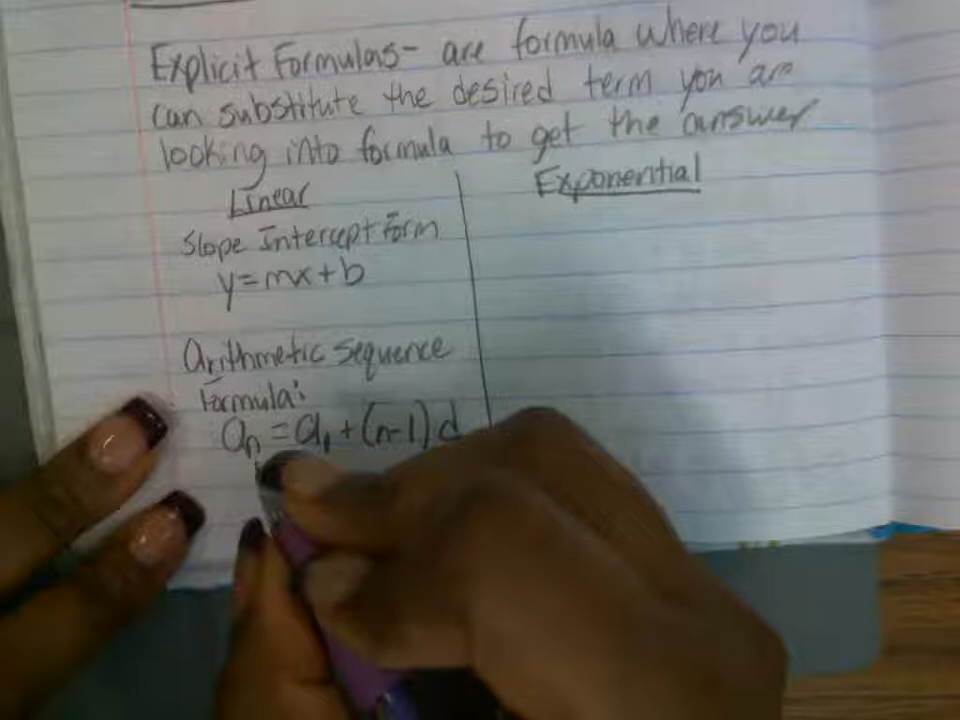 Explicit Formulas- are formula where you
can substitute the desired term you are
looking into formula to get the answer
Linear
Slope Intercept Form
y=mx+b
Arithmetic Sequence
Formula:
aₙ = a₁ + (n-1) d
Exponential